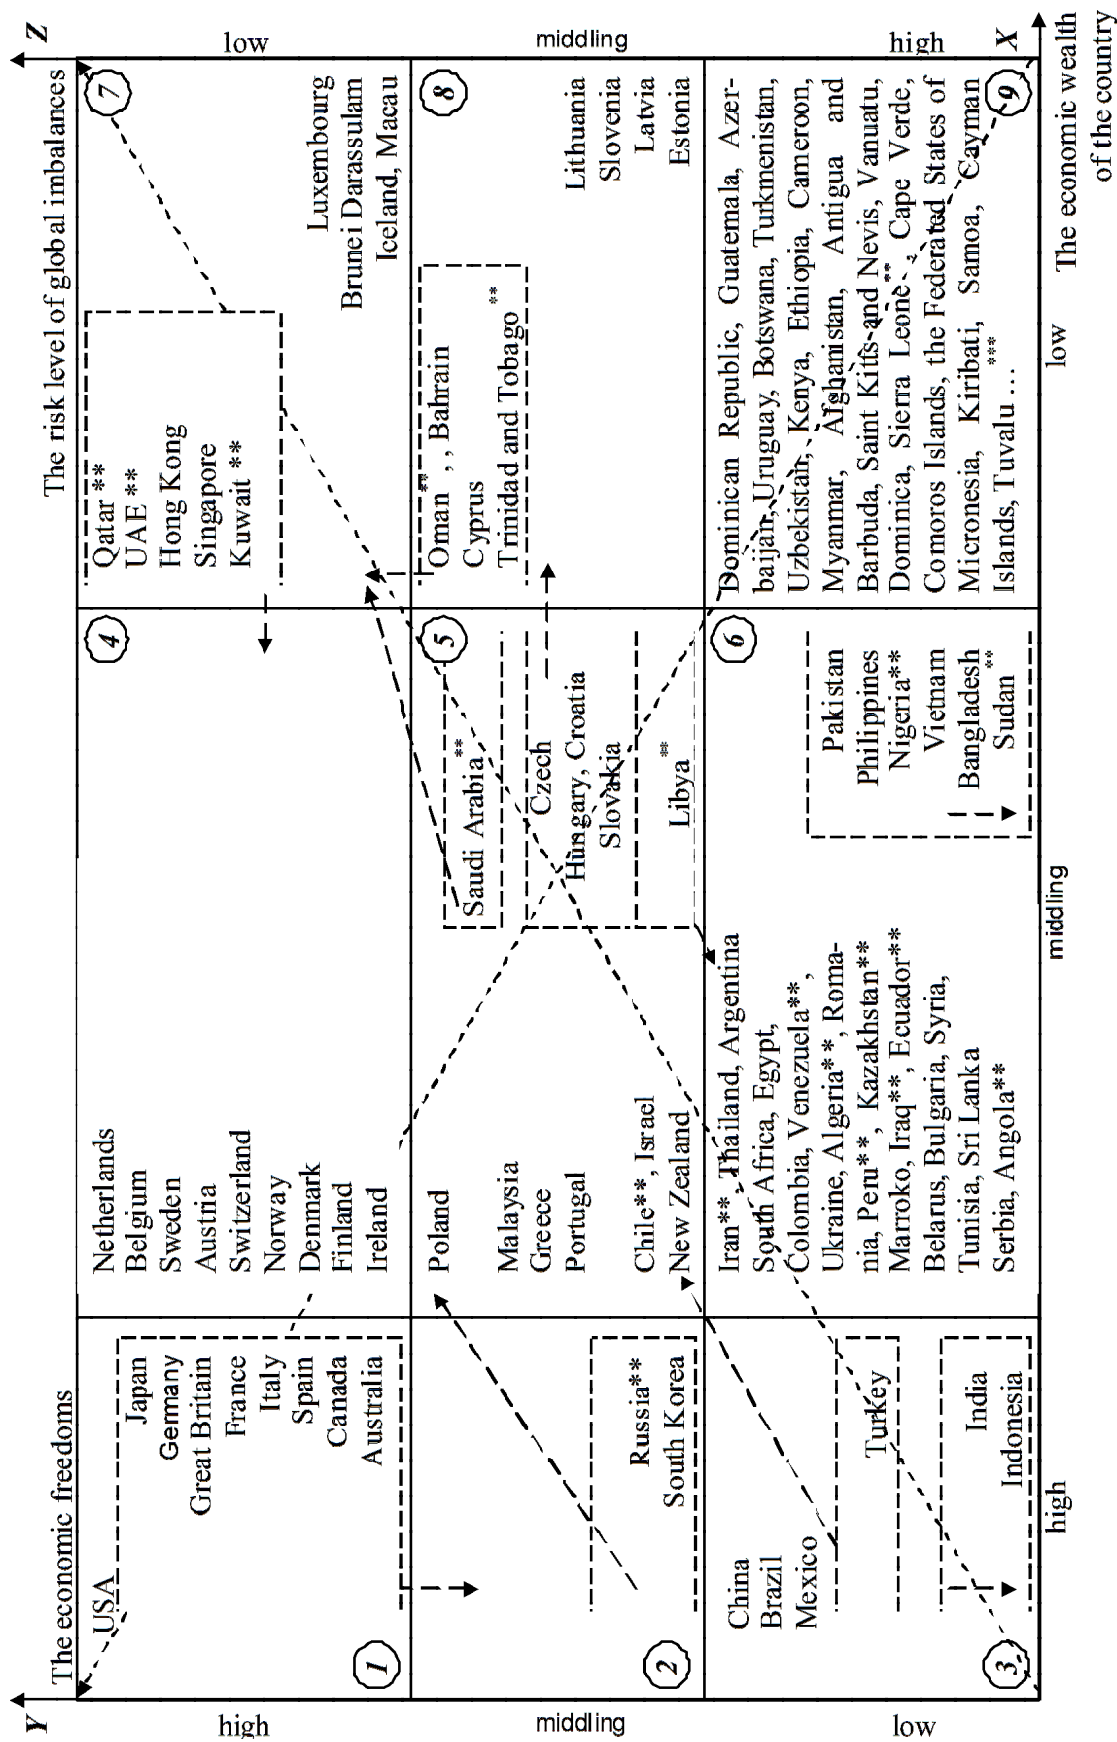 Y
The economic freedoms
The risk level of global imbalances
Z
high
USA
Japan
Germany
Great Britain
France
Italy
Spain
Canada
Australia
1
Netherlands
Belgium
Sweden
Austria
Switzerland
Norway
Denmark
Finland
Ireland
4
Qatar **
UAE **
Hong Kong
Singapore
Kuwait **
Luxembourg
Brunei Darassulam
Iceland, Macau
7
low
middling
Russia**
South Korea
2
Poland
Malaysia
Greece
Portugal
Chile**, Israel
New Zealand
Saudi Arabia**
Czech
Hungary, Croatia
Slovakia
Libya **
5
Oman **, , Bahrain
Cyprus
Trinidad and Tobago **
Lithuania
Slovenia
Latvia
Estonia
8
middling
low
China
Brazil
Mexico
Turkey
India
Indonesia
3
Iran**, Thailand, Argentina
South Africa, Egypt,
Colombia, Venezuela**,
Ukraine, Algeria**, Roma-
nia, Peru**, Kazakhstan**
Marroko, Iraq**, Ecuador**
Belarus, Bulgaria, Syria,
Tunisia, Sri Lanka
Serbia, Angola**
Pakistan
Philippines
Nigeria**
Vietnam
Bangladesh
Sudan **
6
Dominican Republic, Guatemala, Azer-
baijan, Uruguay, Botswana, Turkmenistan,
Uzbekistan, Kenya, Ethiopia, Cameroon,
Myanmar, Afghanistan, Antigua and
Barbuda, Saint Kitts and Nevis, Vanuatu,
Dominica, Sierra Leone **, Cape Verde,
Comoros Islands, the Federated States of
Micronesia, Kiribati, Samoa, Cayman
Islands, Tuvalu ... ***
9
high
X
high
middling
low
The economic wealth
of the country